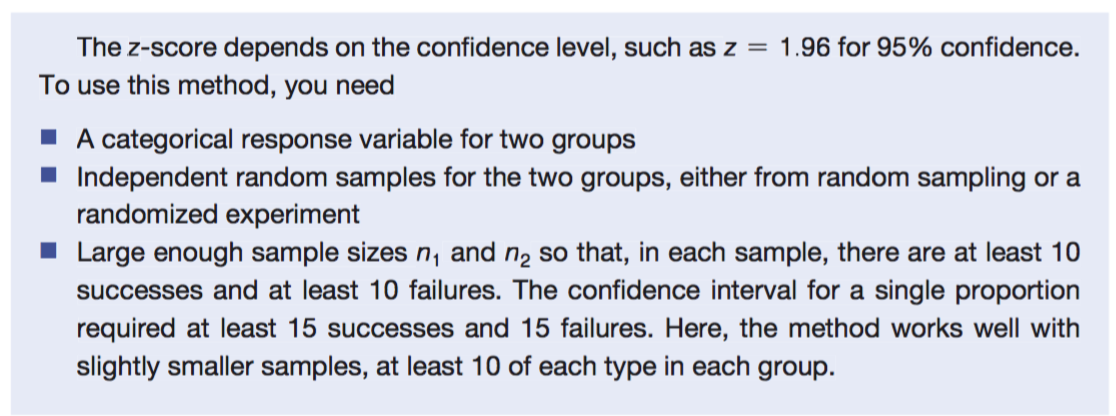 The z-score depends on the confidence level, such as z = 1.96 for 95% confidence.
To use this method, you need
■ A categorical response variable for two groups
■ Independent random samples for the two groups, either from random sampling or a
randomized experiment
■ Large enough sample sizes n₁ and n₂ so that, in each sample, there are at least 10
successes and at least 10 failures. The confidence interval for a single proportion
required at least 15 successes and 15 failures. Here, the method works well with
slightly smaller samples, at least 10 of each type in each group.